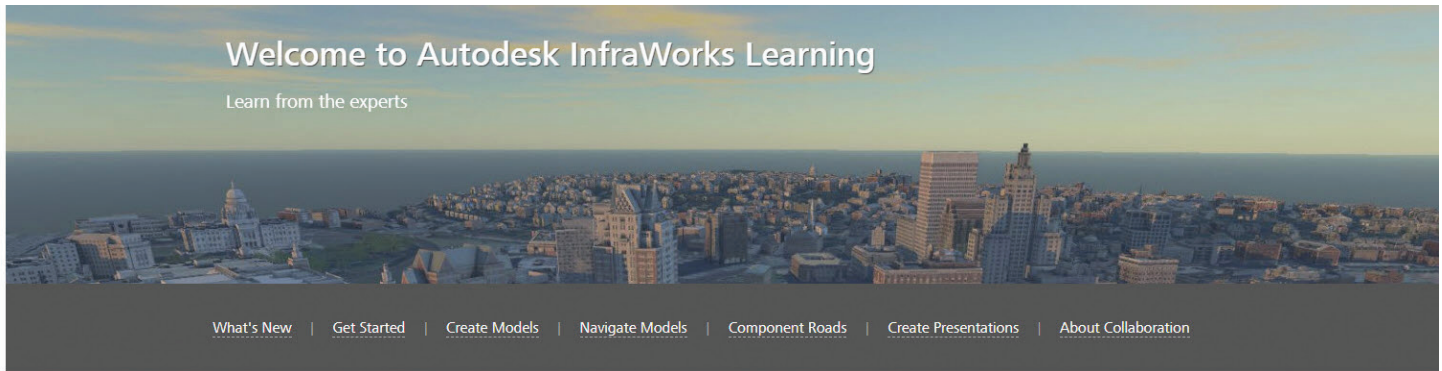 Welcome to Autodesk InfraWorks Learning
Learn from the experts
What's New | Get Started | Create Models | Navigate Models | Component Roads | Create Presentations | About Collaboration